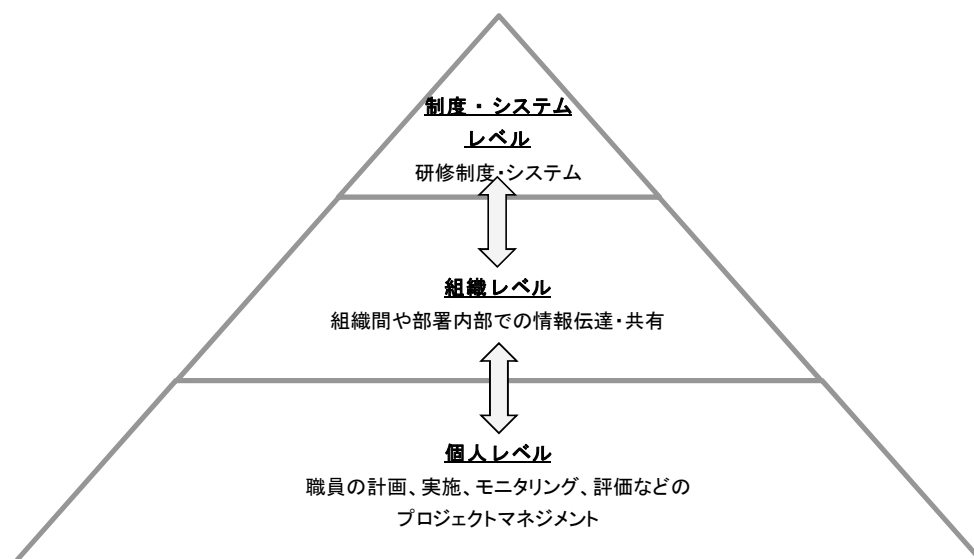 制度・システム
レベル
研修制度・システム
組織レベル
組織間や部署内部での情報伝達・共有
個人レベル
職員の計画、実施、モニタリング、評価などの
プロジェクトマネジメント